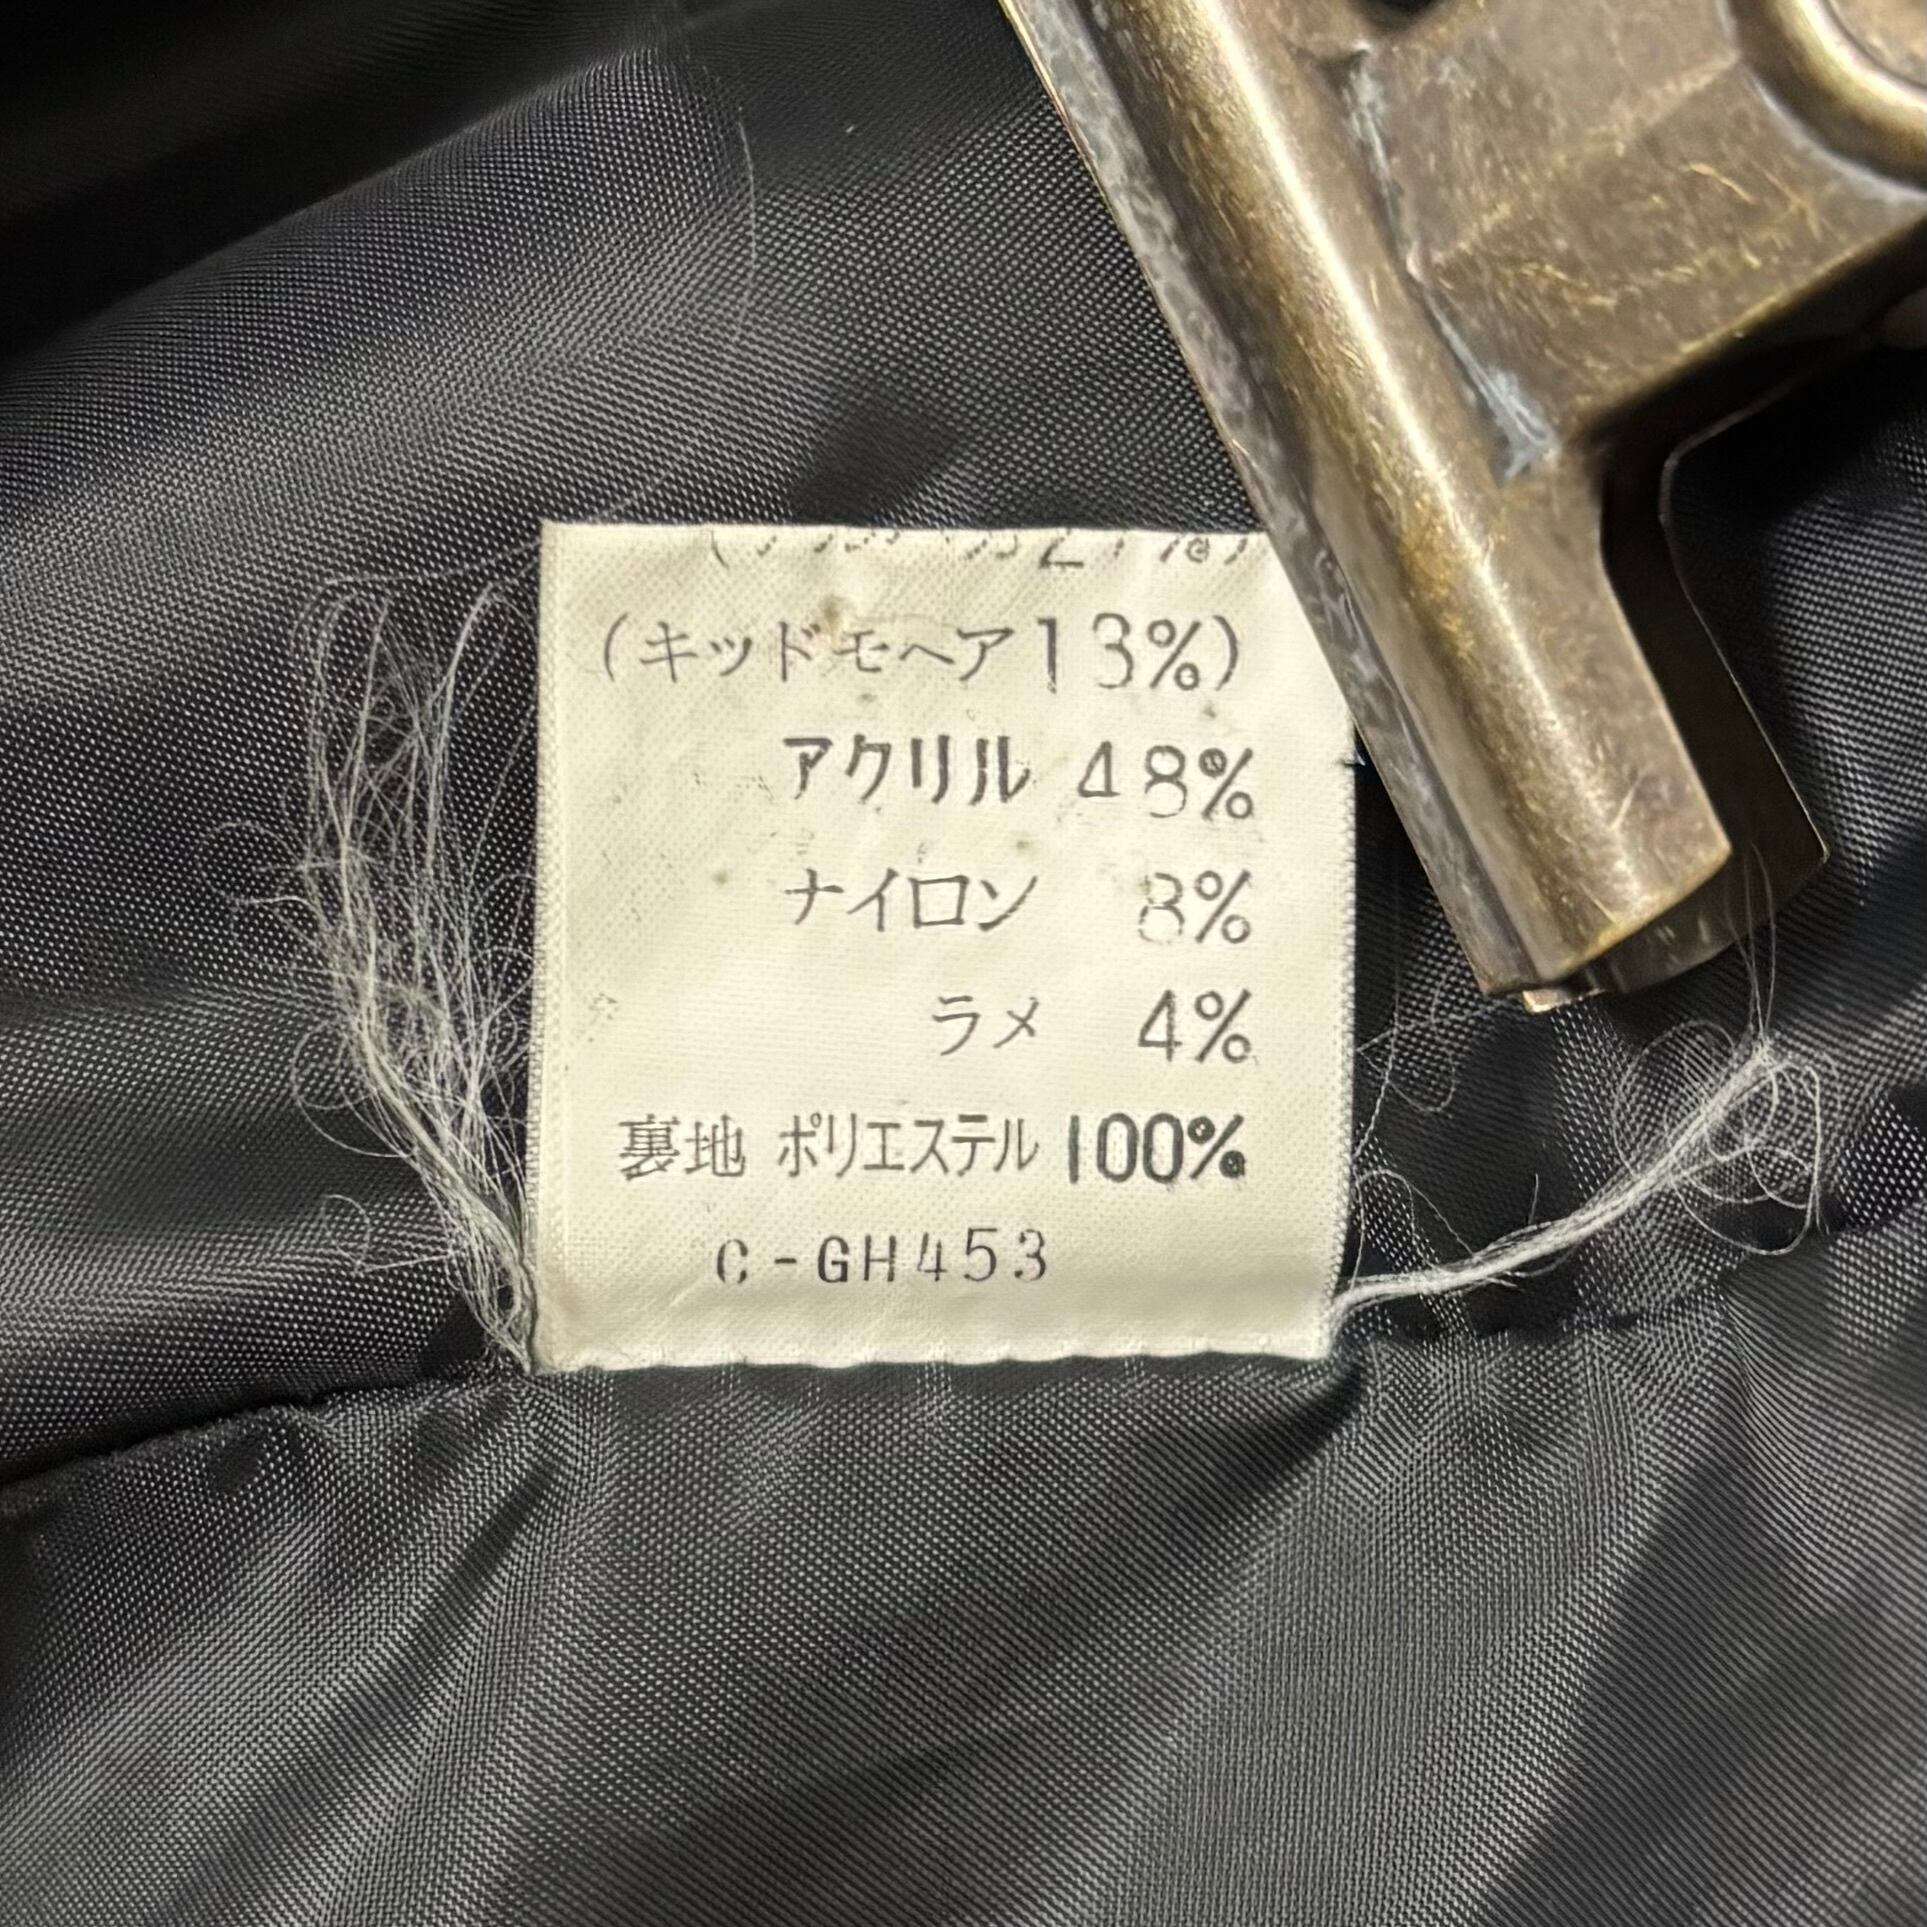 (キッドモヘア13%)
アクリル 48%
ナイロン 8%
ラメ 4%
裏地 ポリエステル 100%
C-GH453